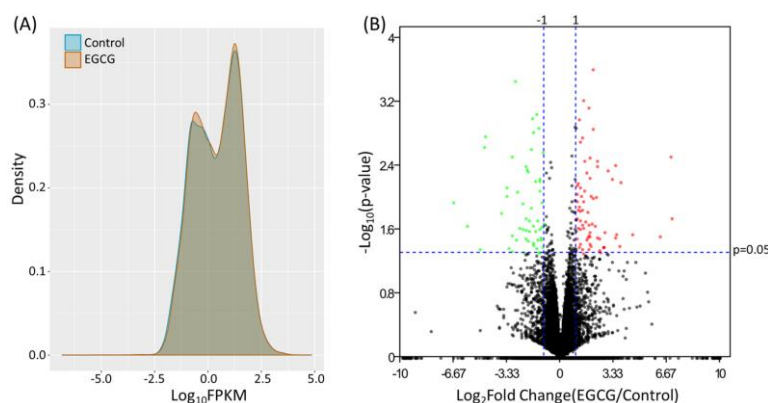 (A)
Control
EGCG
Density
0.3
0.2
0.1
0.0
-5.0 -2.5 0.0 2.5 5.0
Log10FPKM
(B)
-1 1
-Log10(p-value)
4
3.2
2.4
1.6
0.8
0
p=0.05
-10 -6.67 -3.33 0 3.33 6.67 10
Log2Fold Change(EGCG/Control)